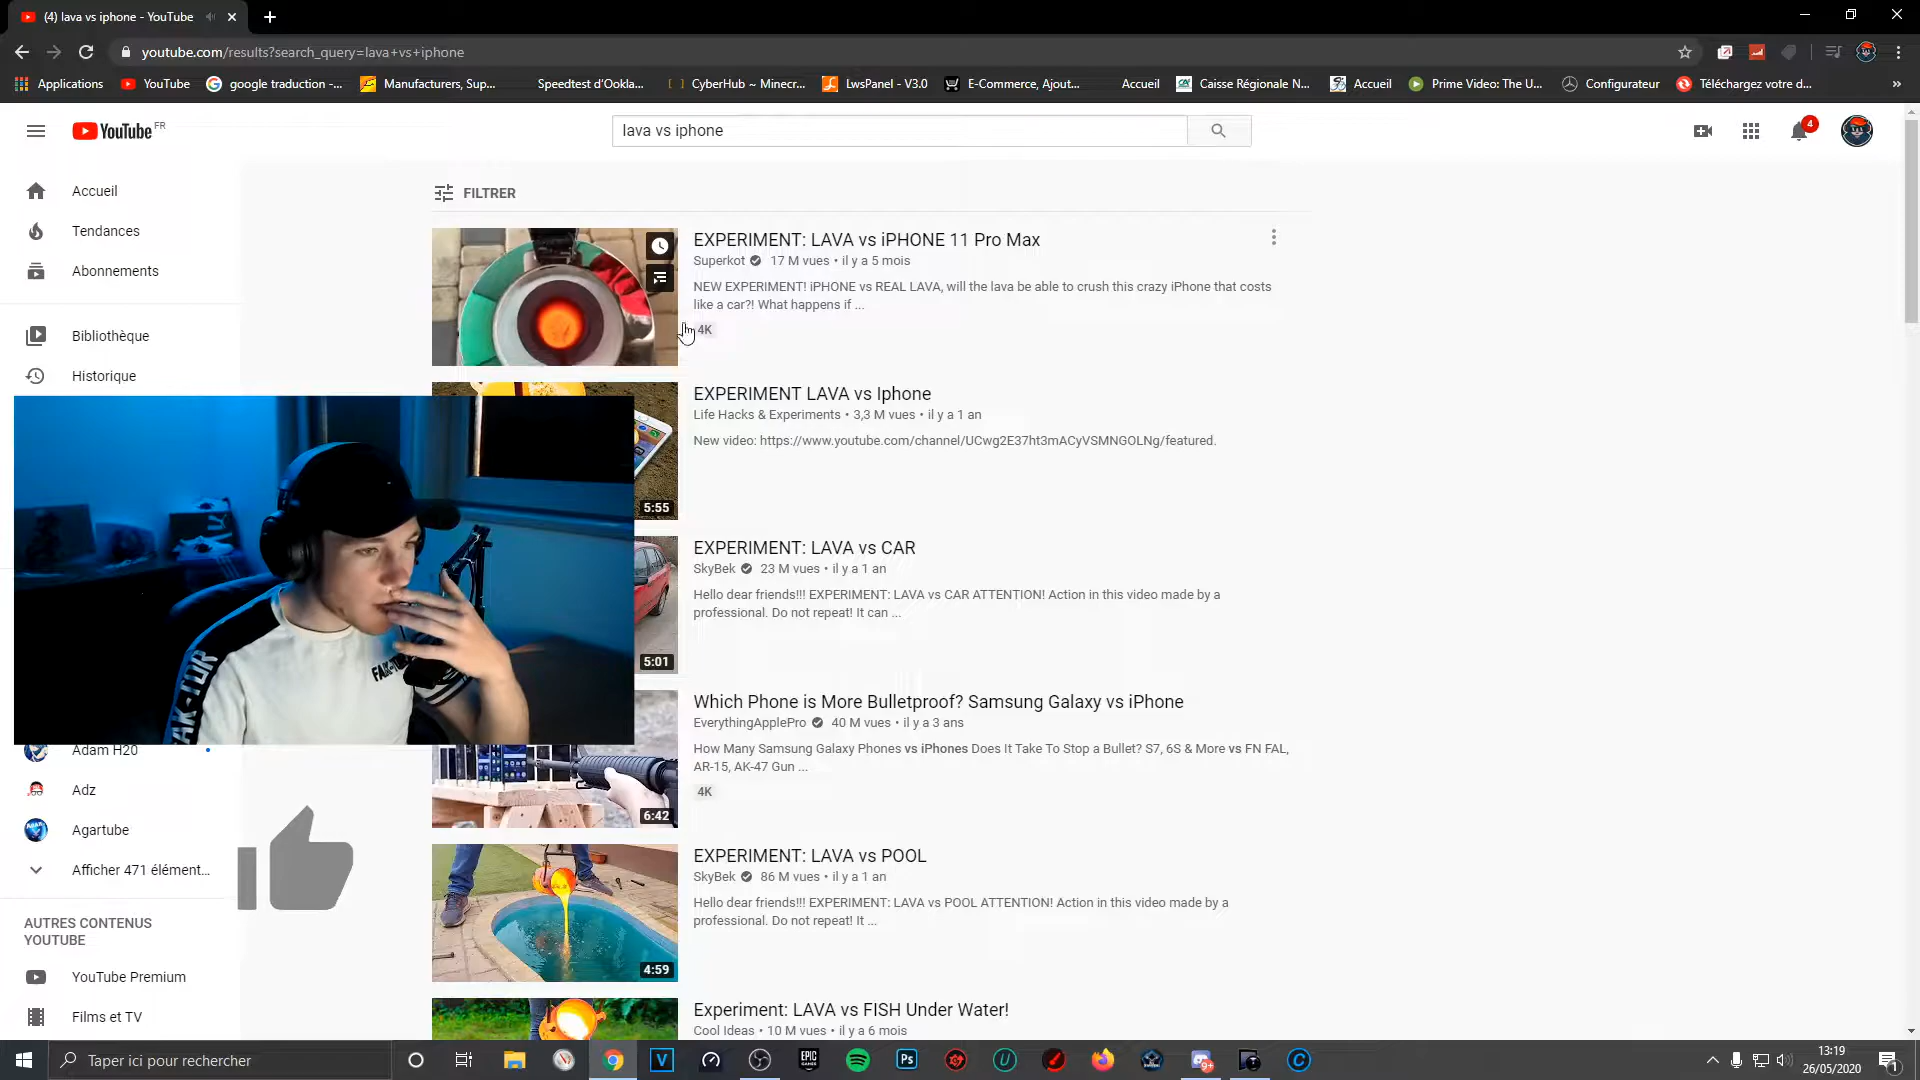 (4) lava vs iphone - YouTube
youtube.com/results?search_query=lava+vs+iphone
Applications
YouTube
google traduction -...
Manufacturers, Sup...
Speedtest d'Ookla...
CyberHub ~ Minecr...
LwsPanel - V3.0
E-Commerce, Ajout...
Accueil
Caisse Régionale N...
Accueil
Prime Video: The U...
Configurateur
Téléchargez votre d...
»
YouTube FR
lava vs iphone
4
Accueil
Tendances
Abonnements
Bibliothèque
Historique
Adam H20
Adz
Agartube
Afficher 471 élément...
AUTRES CONTENUS
YOUTUBE
YouTube Premium
Films et TV
FILTRER
EXPERIMENT: LAVA vs iPHONE 11 Pro Max
Superkot 17 M vues • il y a 5 mois
NEW EXPERIMENT! iPHONE vs REAL LAVA, will the lava be able to crush this crazy iPhone that costs
like a car?! What happens if ...
4K
EXPERIMENT LAVA vs Iphone
Life Hacks & Experiments • 3,3 M vues • il y a 1 an
New video: https://www.youtube.com/channel/UCwg2E37ht3mACyVSMNGOLNg/featured.
5:55
EXPERIMENT: LAVA vs CAR
SkyBek 23 M vues • il y a 1 an
Hello dear friends!!! EXPERIMENT: LAVA vs CAR ATTENTION! Action in this video made by a
professional. Do not repeat! It can ...
5:01
Which Phone is More Bulletproof? Samsung Galaxy vs iPhone
EverythingApplePro 40 M vues • il y a 3 ans
How Many Samsung Galaxy Phones vs iPhones Does It Take To Stop a Bullet? S7, 6S & More vs FN FAL,
AR-15, AK-47 Gun ...
4K
6:42
EXPERIMENT: LAVA vs POOL
SkyBek 86 M vues • il y a 1 an
Hello dear friends!!! EXPERIMENT: LAVA vs POOL ATTENTION! Action in this video made by a
professional. Do not repeat! It ...
4:59
Experiment: LAVA vs FISH Under Water!
Cool Ideas • 10 M vues • il y a 6 mois
FAK-TOR
Taper ici pour rechercher
V
EPIC
GAMES
Ps
13:19
26/05/2020